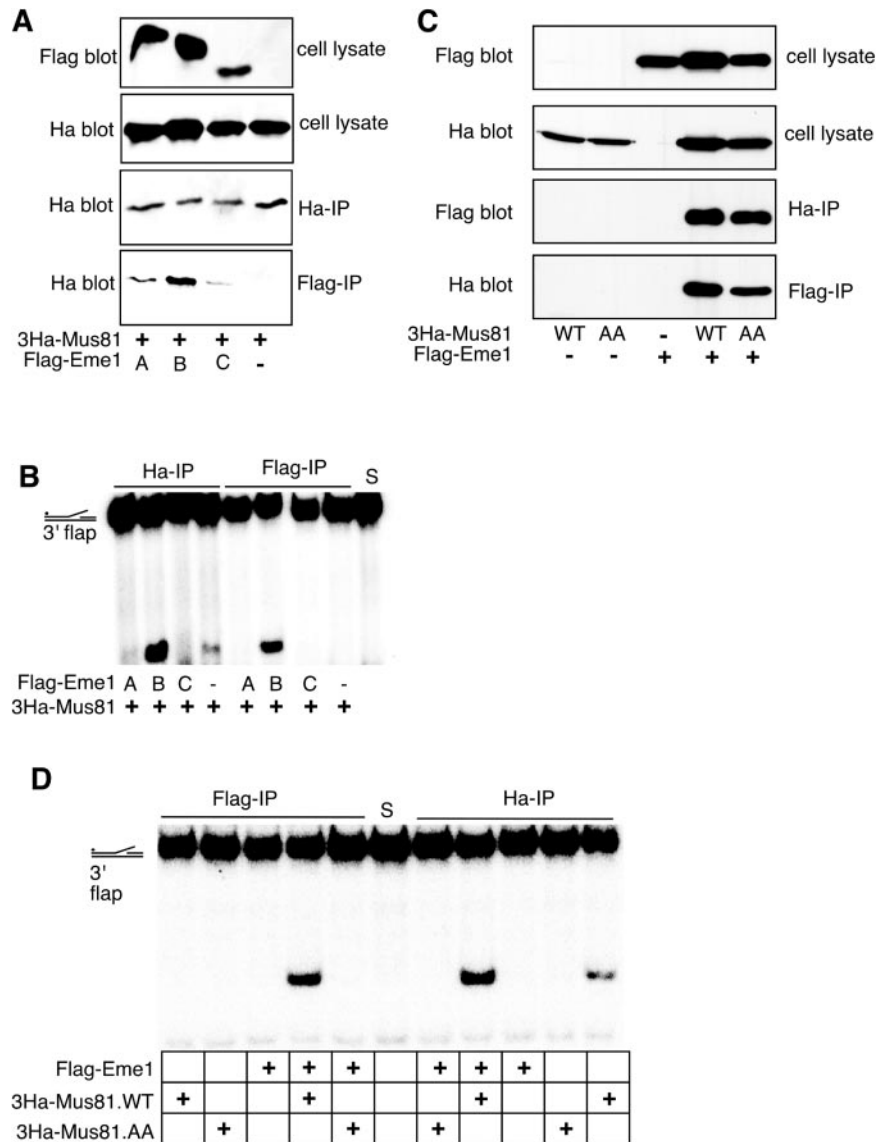 A
Flag blot cell lysate
Ha blot cell lysate
Ha blot Ha-IP
Ha blot Flag-IP
3Ha-Mus81 + + + +
Flag-Eme1 A B C -
C
Flag blot cell lysate
Ha blot cell lysate
Flag blot Ha-IP
Ha blot Flag-IP
3Ha-Mus81 WT AA - WT AA
Flag-Eme1 - - + + +
B
Ha-IP Flag-IP S
3' flap
Flag-Eme1 A B C - A B C -
3Ha-Mus81 + + + + + + + +
D
Flag-IP S Ha-IP
3'
flap
Flag-Eme1 + + + + + +
3Ha-Mus81.WT + + + +
3Ha-Mus81.AA + + + +